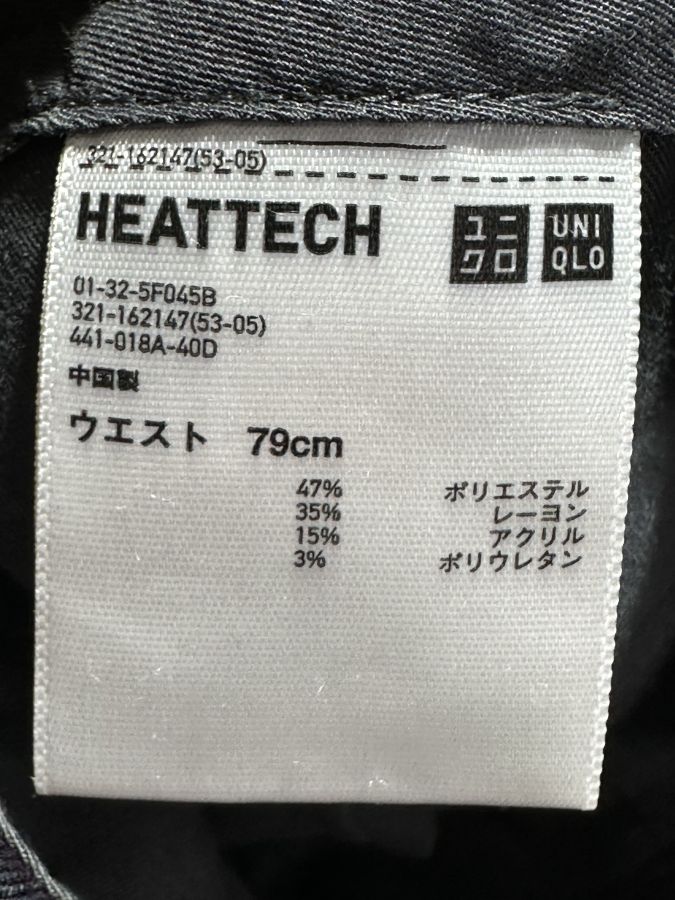 321-162147(53-05)
HEATTECH
ユニ
クロ
UNI
QLO
01-32-5F045B
321-162147(53-05)
441-018A-40D
中国製
ウエスト 79cm
47% ポリエステル
35% レーヨン
15% アクリル
3% ポリウレタン